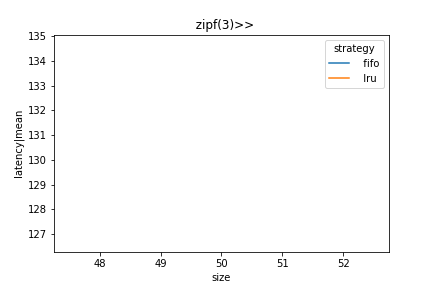 zipf(3)>>
strategy
fifo
lru
latency|mean
135
134
133
132
131
130
129
128
127
48 49 50 51 52
size